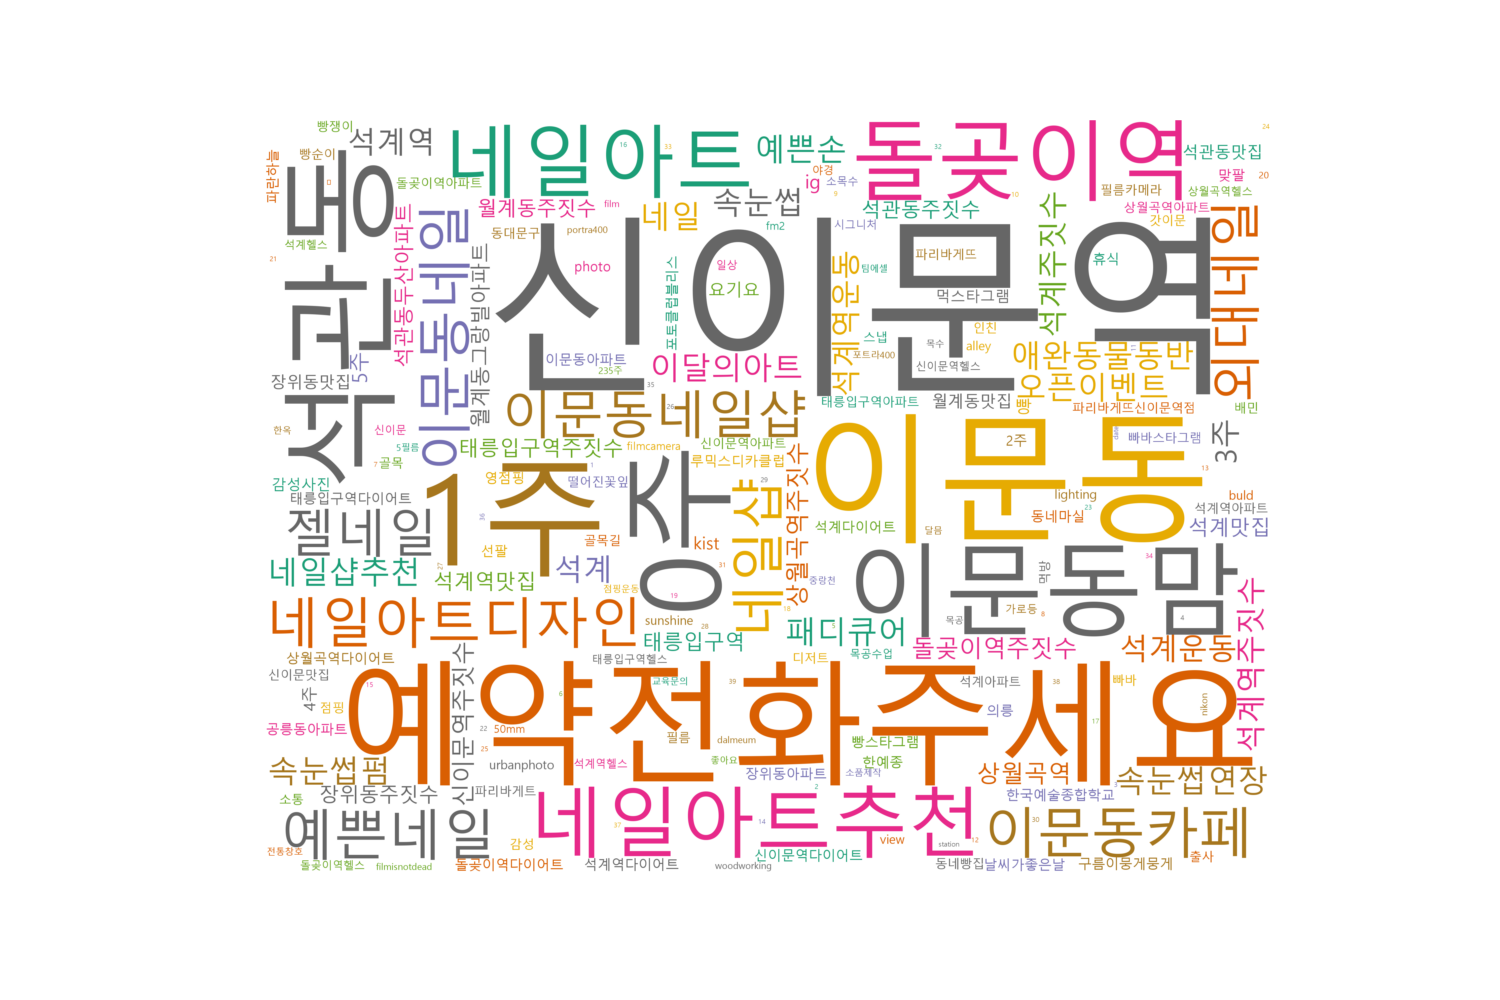 빵쟁이
석계역
네일아트
예쁜손
돌곶이역
석관동맛집
빵순이
파란하늘
돌곶이역아파트
야경
ig
소목수
맞팔
20
필름카메라
상월곡역헬스
석관동
월계동주짓수
film
네일
속눈썹
석관동주짓수
상월곡역아파트
갓이문
동대문구
portra400
fm2
시그니처
석계헬스
이문동네일
석관동두산아파트
월계동그랑빌아파트
신이문역
photo
일상
요기요
포토클럽블리스
석계역운동
팀에셀
파리바게뜨
먹스타그램
석계주짓수
휴식
외대네일
스냅
인친
목수
alley
포트라400
신이문역헬스
장위동맛집
5주
이문동아파트
235주
이달의아트
애완동물동반
오픈이벤트
이문동네일샵
태릉입구역아파트
월계동맛집
빵
파리바게뜨신이문역점
배민
한옥
신이문
5필름
골목
태릉입구역주짓수
filmcamera
신이문역아파트
루믹스디카클럽
이문동
2주
빠바스타그램
3주
감성사진
태릉입구역다이어트
영점핑
떨어진꽃잎
1주
0주
네일샵
상월곡역주짓수
lighting
buld
석계역아파트
동네마실
석계맛집
젤네일
선팔
골목길
kist
석계다이어트
달믐
네일샵추천
석계역맛집
석계
점핑운동
중랑천
이문동맘
먹방
네일아트디자인
sunshine
태릉입구역
패디큐어
목공
가로등
돌곶이역주짓수
석계운동
석계역주짓수
상월곡역다이어트
태릉입구역헬스
디저트
목공수업
신이문맛집
4주
점핑
신이문역주짓수
예약전화주세요
교육문의
석계아파트
빠바
의릉
nikon
공릉동아파트
50mm
필름
dalmeum
빵스타그램
urbanphoto
석계역헬스
좋아요
한예종
속눈썹펌
장위동아파트
소품제작
상월곡역
속눈썹연장
소통
장위동주짓수
파리바게트
한국예술종합학교
예쁜네일
네일아트추천
이문동카페
전통창호
감성
view
station
출사
돌곶이역헬스
filmisnotdead
돌곶이역다이어트
석계역다이어트
woodworking
신이문역다이어트
동네빵집
날씨가좋은날
구름이뭉게뭉게